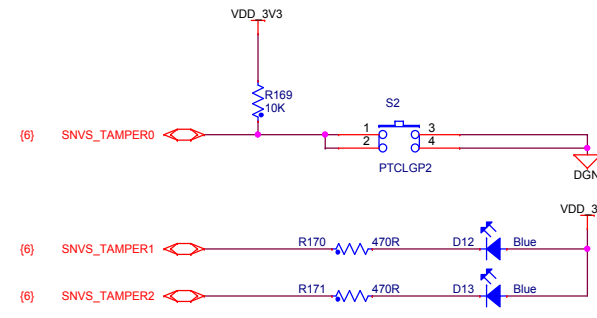 VDD_3V3
R169
10K
S2
{6} SNVS_TAMPER0 1 3
2 4
PTCLGP2
DGN
VDD_3
{6} SNVS_TAMPER1 R170 470R D12 Blue
{6} SNVS_TAMPER2 R171 470R D13 Blue